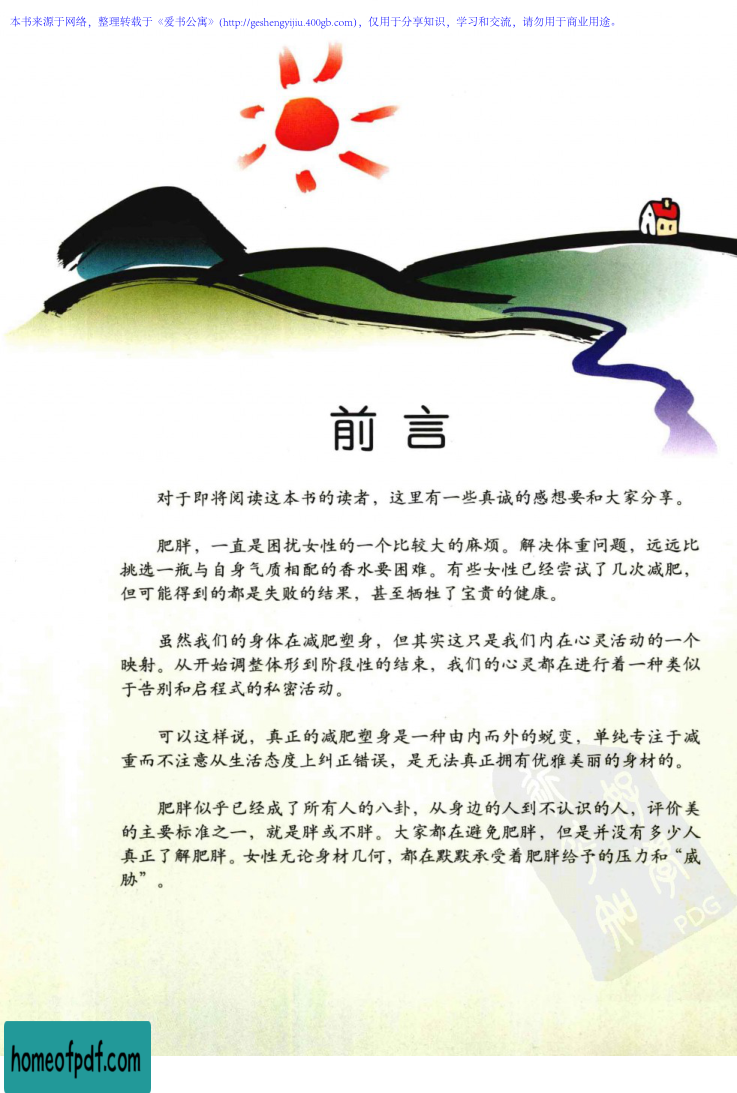 本书来源于网络，整理转载于《爱书公寓》(http://geshengyijiu.400gb.com)，仅用于分享知识，学习和交流，请勿用于商业用途。
前言
对于即将阅读这本书的读者，这里有一些真诚的感想要和大家分享。
肥胖，一直是困扰女性的一个比较大的麻烦。解决体重问题，远远比
挑选一瓶与自身气质相配的香水要困难。有些女性已经尝试了几次减肥，
但可能得到的都是失败的结果，甚至牺牲了宝贵的健康。
虽然我们的身体在减肥塑身，但其实这只是我们内在心灵活动的一个
映射。从开始调整体形到阶段性的结束，我们的心灵都在进行着一种类似
于告别和启程式的私密活动。
可以这样说，真正的减肥塑身是一种由内而外的蜕变，单纯专注于减
重而不注意从生活态度上纠正错误，是无法真正拥有优雅美丽的身材的。
肥胖似乎已经成了所有人的八卦，从身边的人到不认识的人，评价美
的主要标准之一，就是胖或不胖。大家都在避免肥胖，但是并没有多少人
真正了解肥胖。女性无论身材几何，都在默默承受着肥胖给予的压力和“威
胁”。
PDG
homeofpdf.com